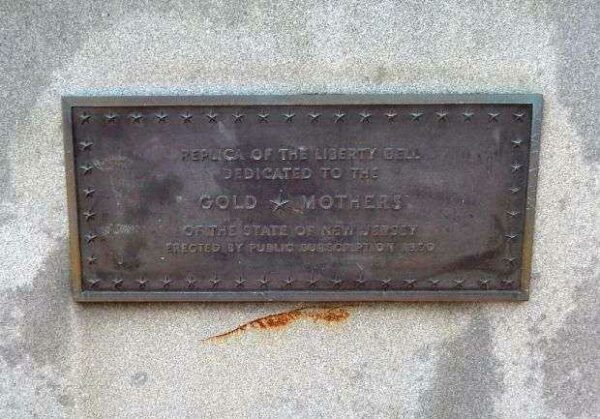 REPLICA OF THE LIBERTY BELL
DEDICATED TO THE
GOLD ★ MOTHERS
OF THE STATE OF NEW JERSEY
ERECTED BY PUBLIC SUBSCRIPTION